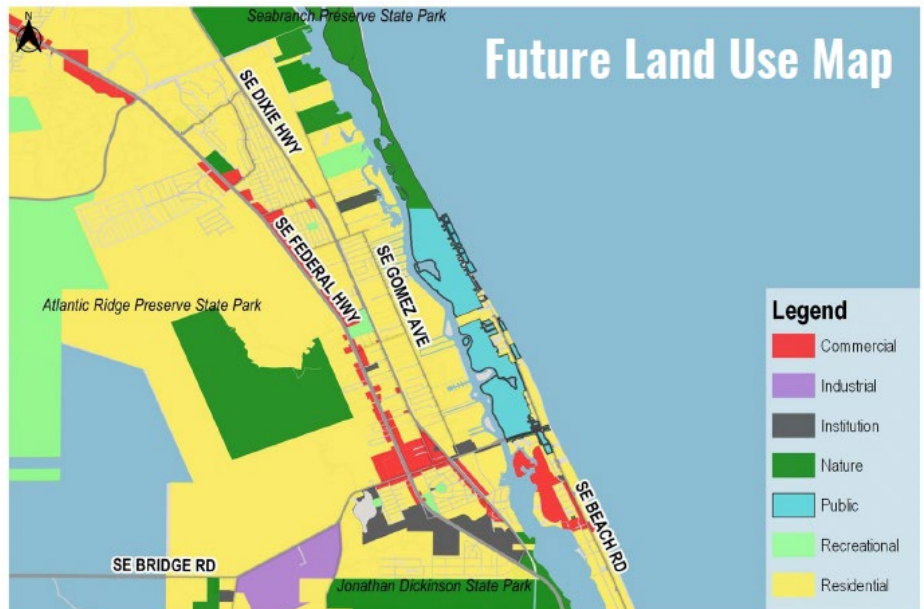 Seabranch Preserve State Park
N
Future Land Use Map
SE DIXIE HWY
SE FEDERAL HWY
SE GOMEZ AVE
Atlantic Ridge Preserve State Park
Legend
Commercial
Industrial
Institution
Nature
Public
Recreational
Residential
SE BEACH RD
SE BRIDGE RD
Jonathan Dickinson State Park